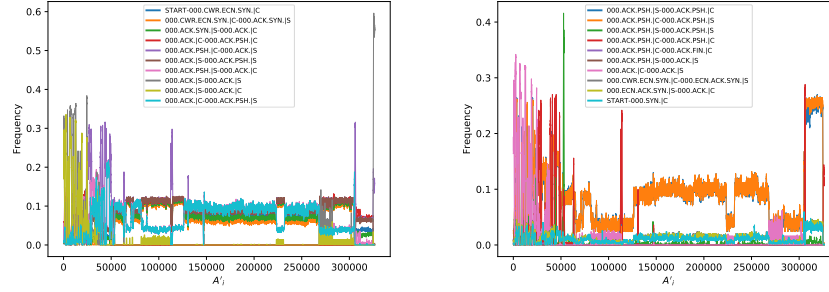 0.6
0.5
0.4
0.3
0.2
0.1
0.0
Frequency
START-000.CWR.ECN.SYN.|C
000.CWR.ECN.SYN.|C-000.ACK.SYN.|S
000.ACK.SYN.|S-000.ACK.|C
000.ACK.|C-000.ACK.PSH.|C
000.ACK.PSH.|C-000.ACK.|S
000.ACK.|S-000.ACK.PSH.|S
000.ACK.PSH.|S-000.ACK.|C
000.ACK.|S-000.ACK.|S
000.ACK.|S-000.ACK.|C
000.ACK.|C-000.ACK.PSH.|S
0 50000 100000 150000 200000 250000 300000
A'i
0.4
0.3
0.2
0.1
0.0
Frequency
000.ACK.PSH.|S-000.ACK.PSH.|C
000.ACK.PSH.|C-000.ACK.PSH.|S
000.ACK.PSH.|S-000.ACK.PSH.|S
000.ACK.PSH.|C-000.ACK.PSH.|C
000.ACK.PSH.|C-000.ACK.FIN.|C
000.ACK.PSH.|S-000.ACK.PSH.|S
000.ACK.|C-000.ACK.|S
000.CWR.ECN.SYN.|C-000.ECN.ACK.SYN.|S
000.ECN.ACK.SYN.|S-000.ACK.|C
START-000.SYN.|C
0 50000 100000 150000 200000 250000 300000
A'i